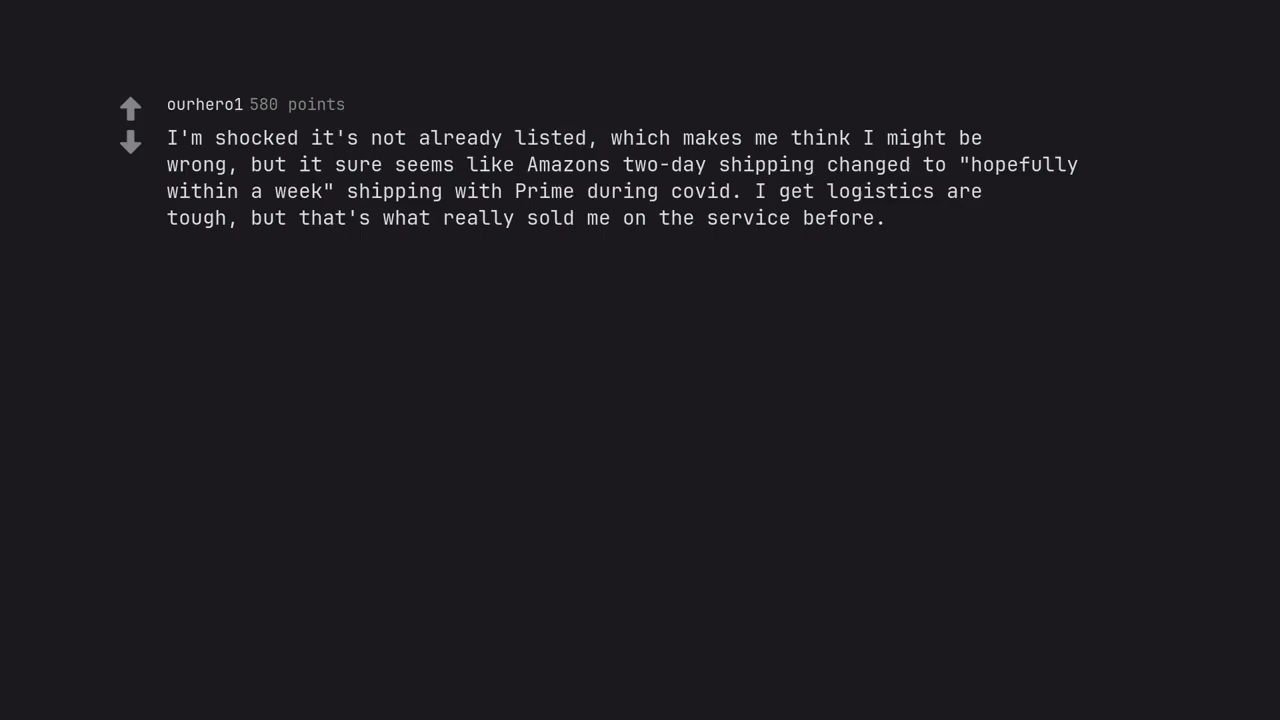 ourhero1 580 points
I'm shocked it's not already listed, which makes me think I might be
wrong, but it sure seems like Amazons two-day shipping changed to "hopefully
within a week" shipping with Prime during covid. I get logistics are
tough, but that's what really sold me on the service before.